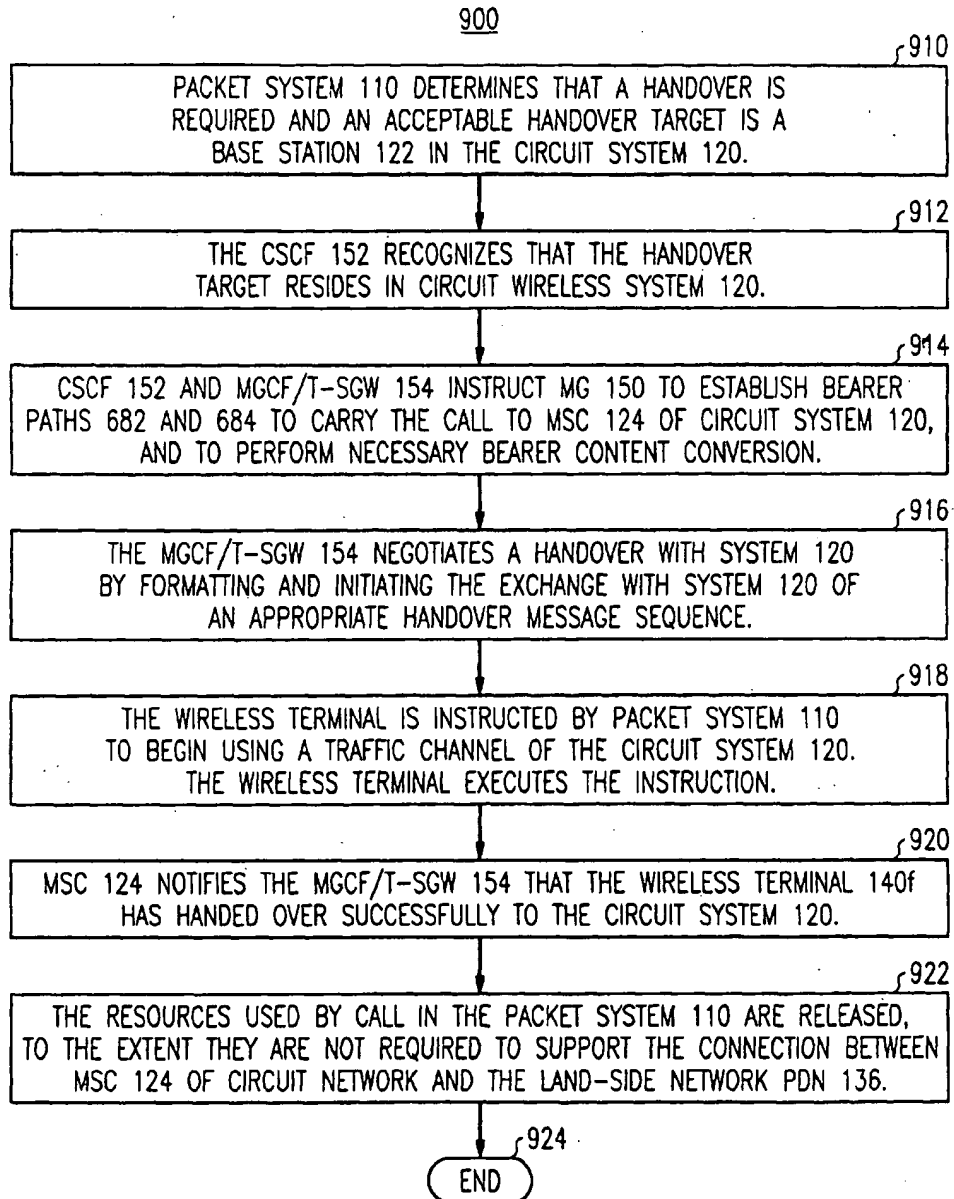 900
910
PACKET SYSTEM 110 DETERMINES THAT A HANDOVER IS
REQUIRED AND AN ACCEPTABLE HANDOVER TARGET IS A
BASE STATION 122 IN THE CIRCUIT SYSTEM 120.
912
THE CSCF 152 RECOGNIZES THAT THE HANDOVER
TARGET RESIDES IN CIRCUIT WIRELESS SYSTEM 120.
914
CSCF 152 AND MGCF/T-SGW 154 INSTRUCT MG 150 TO ESTABLISH BEARER
PATHS 682 AND 684 TO CARRY THE CALL TO MSC 124 OF CIRCUIT SYSTEM 120,
AND TO PERFORM NECESSARY BEARER CONTENT CONVERSION.
916
THE MGCF/T-SGW 154 NEGOTIATES A HANDOVER WITH SYSTEM 120
BY FORMATTING AND INITIATING THE EXCHANGE WITH SYSTEM 120 OF
AN APPROPRIATE HANDOVER MESSAGE SEQUENCE.
918
THE WIRELESS TERMINAL IS INSTRUCTED BY PACKET SYSTEM 110
TO BEGIN USING A TRAFFIC CHANNEL OF THE CIRCUIT SYSTEM 120.
THE WIRELESS TERMINAL EXECUTES THE INSTRUCTION.
920
MSC 124 NOTIFIES THE MGCF/T-SGW 154 THAT THE WIRELESS TERMINAL 140f
HAS HANDED OVER SUCCESSFULLY TO THE CIRCUIT SYSTEM 120.
922
THE RESOURCES USED BY CALL IN THE PACKET SYSTEM 110 ARE RELEASED,
TO THE EXTENT THEY ARE NOT REQUIRED TO SUPPORT THE CONNECTION BETWEEN
MSC 124 OF CIRCUIT NETWORK AND THE LAND-SIDE NETWORK PDN 136.
924
END